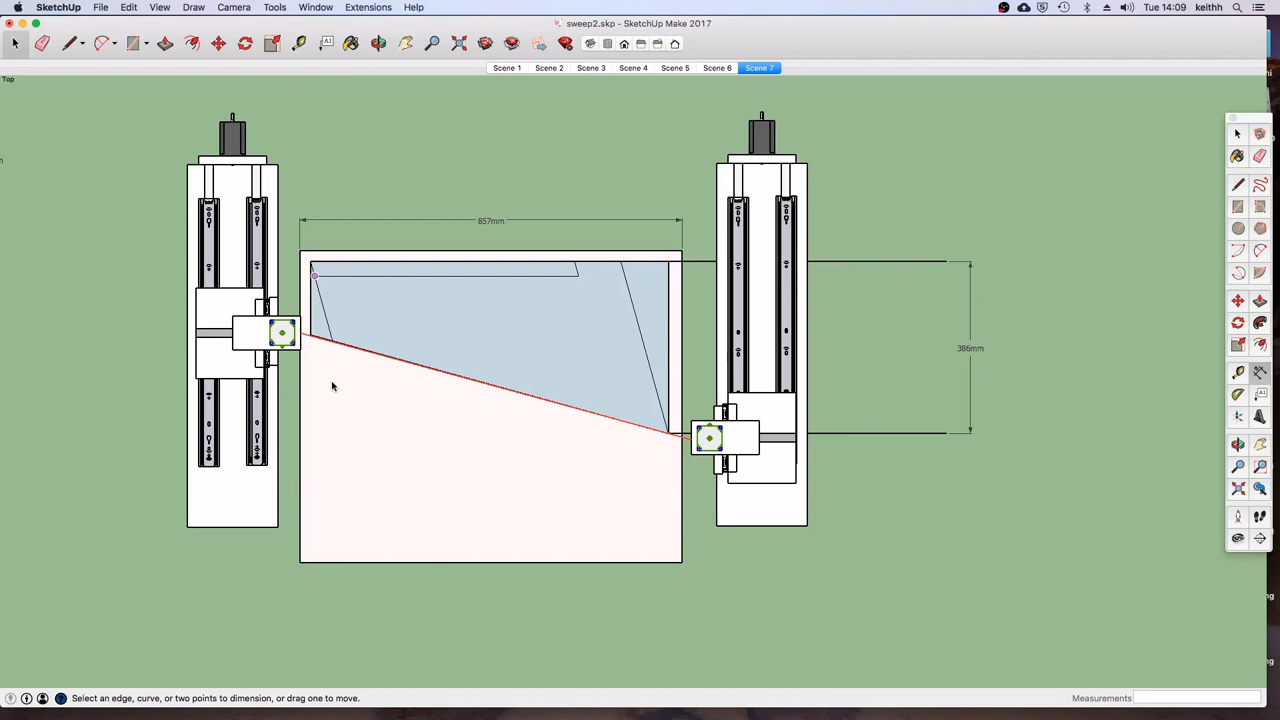 SketchUp File Edit View Draw Camera Tools Window Extensions Help Tue 14:09 keithh
sweep2.skp - SketchUp Make 2017
Scene 1 Scene 2 Scene 3 Scene 4 Scene 5 Scene 6 Scene 7
Top
857mm
386mm
Select an edge, curve, or two points to dimension, or drag one to move.
Measurements